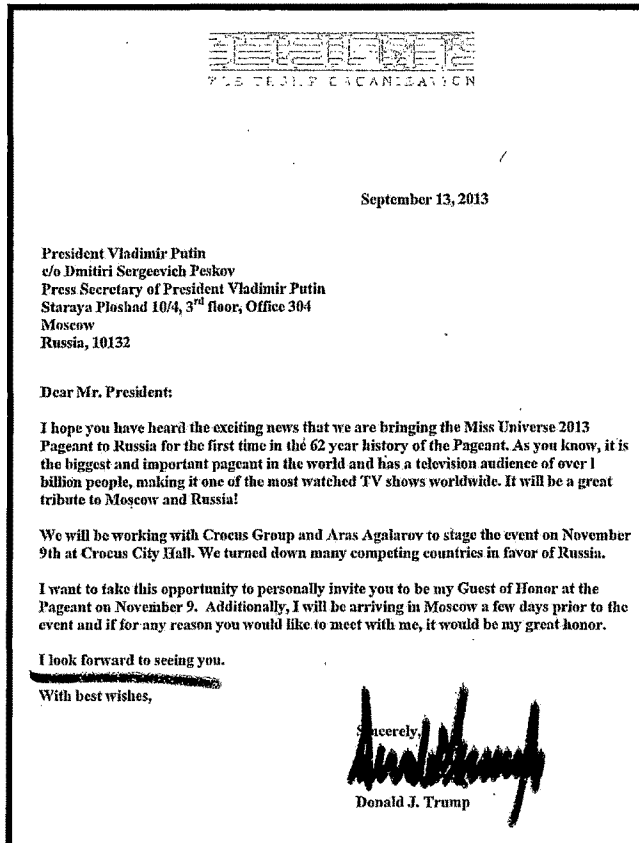 THE TRUMP ORGANIZATION
September 13, 2013
President Vladimir Putin
c/o Dmitiri Sergeevich Peskov
Press Secretary of President Vladimir Putin
Staraya Ploshad 10/4, 3rd floor, Office 304
Moscow
Russia, 10132
Dear Mr. President:
I hope you have heard the exciting news that we are bringing the Miss Universe 2013
Pageant to Russia for the first time in the 62 year history of the Pageant. As you know, it is
the biggest and important pageant in the world and has a television audience of over 1
billion people, making it one of the most watched TV shows worldwide. It will be a great
tribute to Moscow and Russia!
We will be working with Crocus Group and Aras Agalarov to stage the event on November
9th at Crocus City Hall. We turned down many competing countries in favor of Russia.
I want to take this opportunity to personally invite you to be my Guest of Honor at the
Pageant on November 9. Additionally, I will be arriving in Moscow a few days prior to the
event and if for any reason you would like to meet with me, it would be my great honor.
I look forward to seeing you.
With best wishes,
Sincerely,
Donald J. Trump